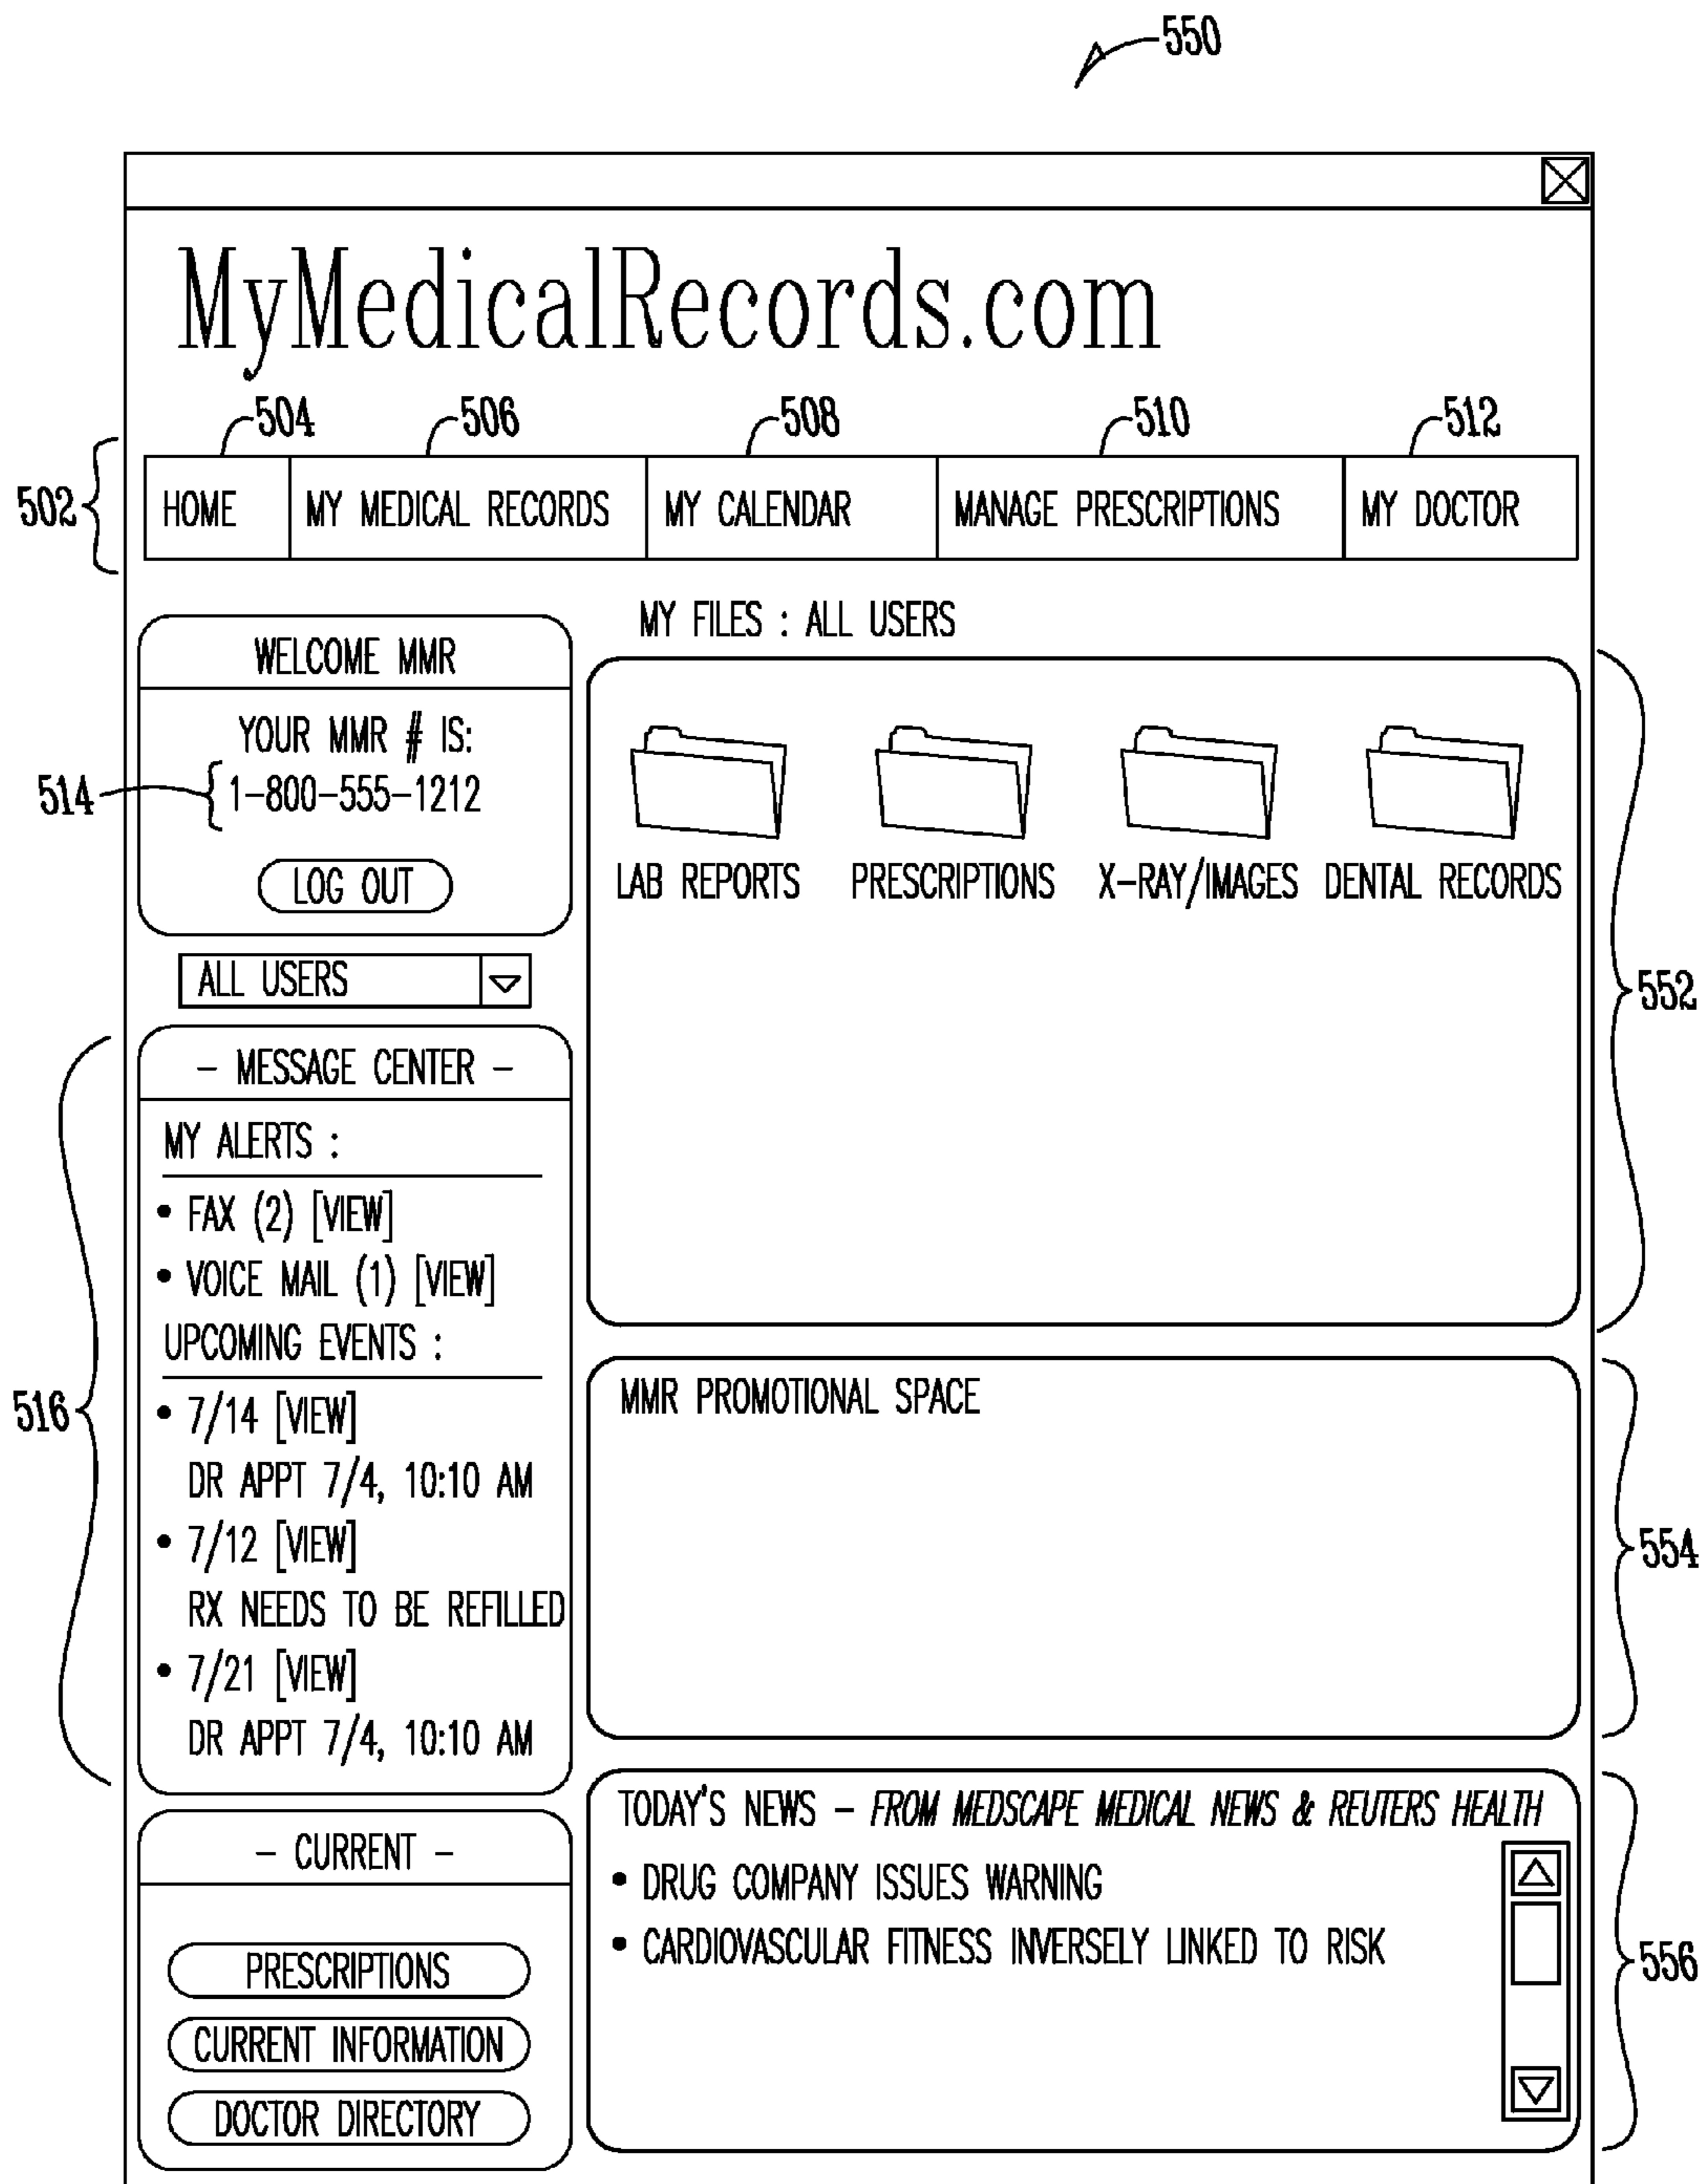 550
MyMedicalRecords.com
504 506 508 510 512
502
HOME MY MEDICAL RECORDS MY CALENDAR MANAGE PRESCRIPTIONS MY DOCTOR
WELCOME MMR
YOUR MMR # IS:
514
1-800-555-1212
LOG OUT
ALL USERS
516
- MESSAGE CENTER -
MY ALERTS :
• FAX (2) [VIEW]
• VOICE MAIL (1) [VIEW]
UPCOMING EVENTS :
• 7/14 [VIEW]
DR APPT 7/4, 10:10 AM
• 7/12 [VIEW]
RX NEEDS TO BE REFILLED
• 7/21 [VIEW]
DR APPT 7/4, 10:10 AM
- CURRENT -
PRESCRIPTIONS
CURRENT INFORMATION
DOCTOR DIRECTORY
MY FILES : ALL USERS
LAB REPORTS PRESCRIPTIONS X-RAY/IMAGES DENTAL RECORDS
552
MMR PROMOTIONAL SPACE
554
TODAY'S NEWS - FROM MEDSCAPE MEDICAL NEWS & REUTERS HEALTH
• DRUG COMPANY ISSUES WARNING
• CARDIOVASCULAR FITNESS INVERSELY LINKED TO RISK
556